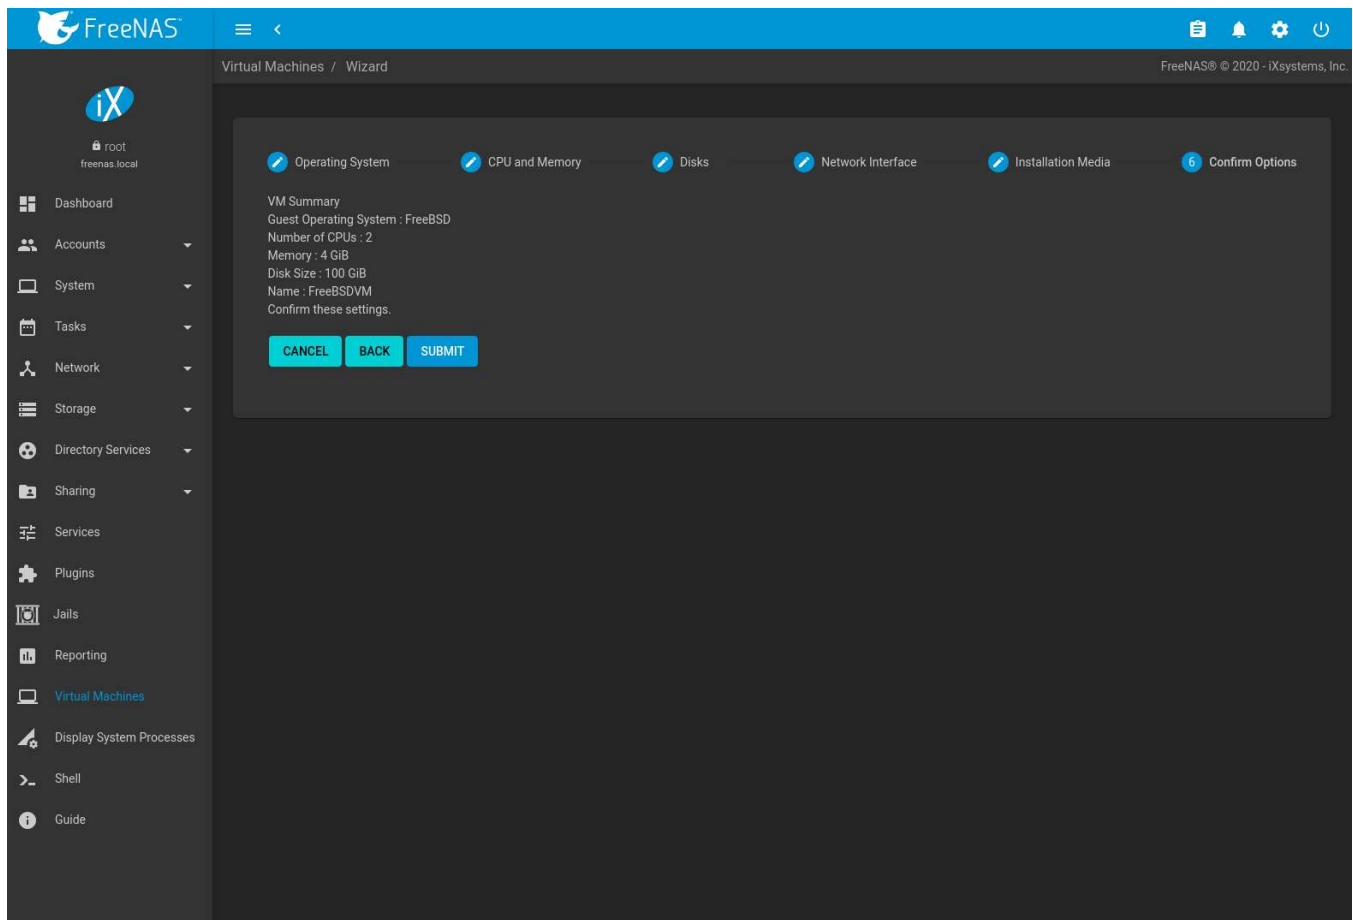 FreeNAS
Virtual Machines / Wizard
FreeNAS® © 2020 - iXsystems, Inc.
iX
root
freenas.local
Dashboard
Accounts
System
Tasks
Network
Storage
Directory Services
Sharing
Services
Plugins
Jails
Reporting
Virtual Machines
Display System Processes
Shell
Guide
Operating System
CPU and Memory
Disks
Network Interface
Installation Media
6 Confirm Options
VM Summary
Guest Operating System : FreeBSD
Number of CPUs : 2
Memory : 4 GiB
Disk Size : 100 GiB
Name : FreeBSDVM
Confirm these settings.
CANCEL
BACK
SUBMIT